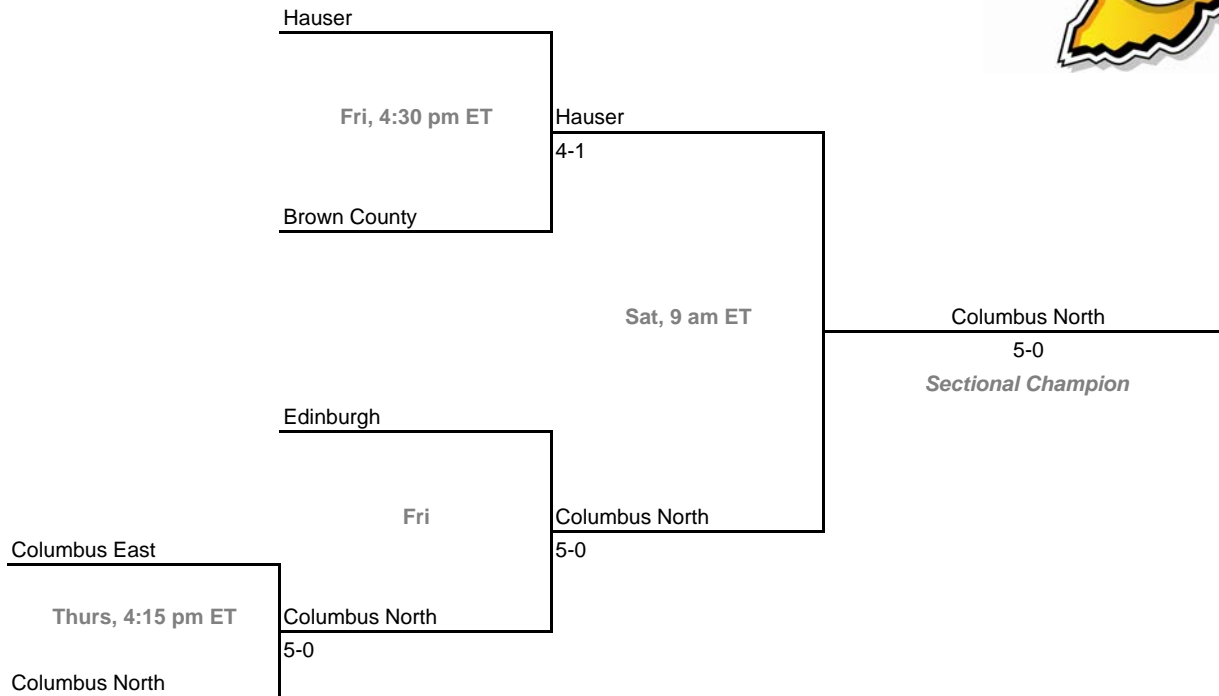 Hauser
Fri, 4:30 pm ET
Hauser
4-1
Brown County
Sat, 9 am ET
Columbus North
5-0
Sectional Champion
Edinburgh
Fri
Columbus North
5-0
Columbus East
Thurs, 4:15 pm ET
Columbus North
5-0
Columbus North